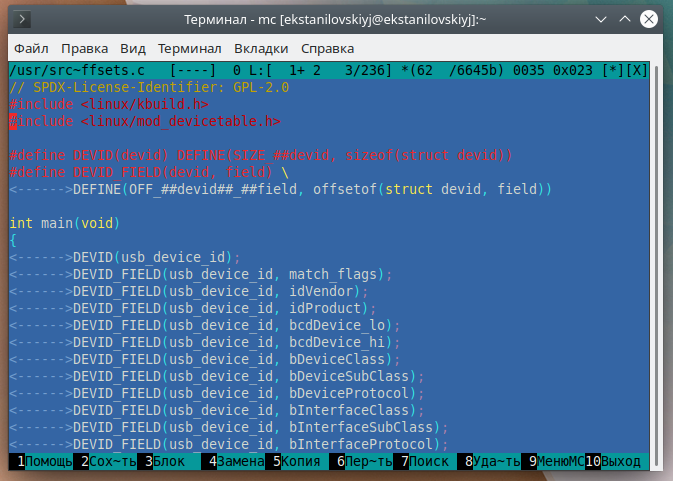 Терминал - mc [ekstanilovskiyj@ekstanilovskiyj]:~
Файл Правка Вид Терминал Вкладки Справка
/usr/src~ffsets.c [----] 0 L:[ 1+ 2 3/236] *(62 /6645b) 0035 0x023 [*][X]
// SPDX-License-Identifier: GPL-2.0
#include <linux/kbuild.h>
#include <linux/mod_devicetable.h>
#define DEVID(devid) DEFINE(SIZE_##devid, sizeof(struct devid))
#define DEVID_FIELD(devid, field) \
<------>DEFINE(OFF_##devid##_##field, offsetof(struct devid, field))
int main(void)
{
<------>DEVID(usb_device_id);
<------>DEVID_FIELD(usb_device_id, match_flags);
<------>DEVID_FIELD(usb_device_id, idVendor);
<------>DEVID_FIELD(usb_device_id, idProduct);
<------>DEVID_FIELD(usb_device_id, bcdDevice_lo);
<------>DEVID_FIELD(usb_device_id, bcdDevice_hi);
<------>DEVID_FIELD(usb_device_id, bDeviceClass);
<------>DEVID_FIELD(usb_device_id, bDeviceSubClass);
<------>DEVID_FIELD(usb_device_id, bDeviceProtocol);
<------>DEVID_FIELD(usb_device_id, bInterfaceClass);
<------>DEVID_FIELD(usb_device_id, bInterfaceSubClass);
<------>DEVID_FIELD(usb_device_id, bInterfaceProtocol);
1Помощь 2Сох~ть 3Блок 4Замена 5Копия 6Пер~ть 7Поиск 8Уда~ть 9МенюMC 10Выход